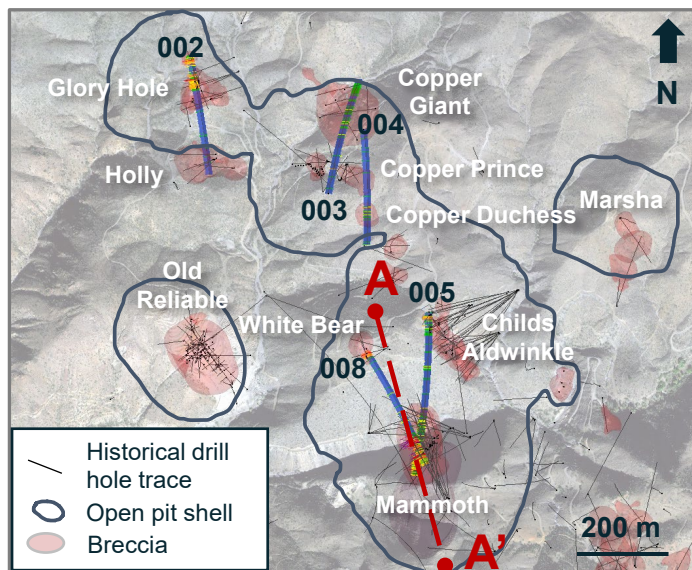 002
Glory Hole
Copper
Giant
N
004
Holly
Copper Prince
003
Marsha
Copper Duchess
Old
Reliable
A
005
White Bear
Childs
Aldwinkle
008
Historical drill
hole trace
Open pit shell
Breccia
Mammoth
200 m
A'